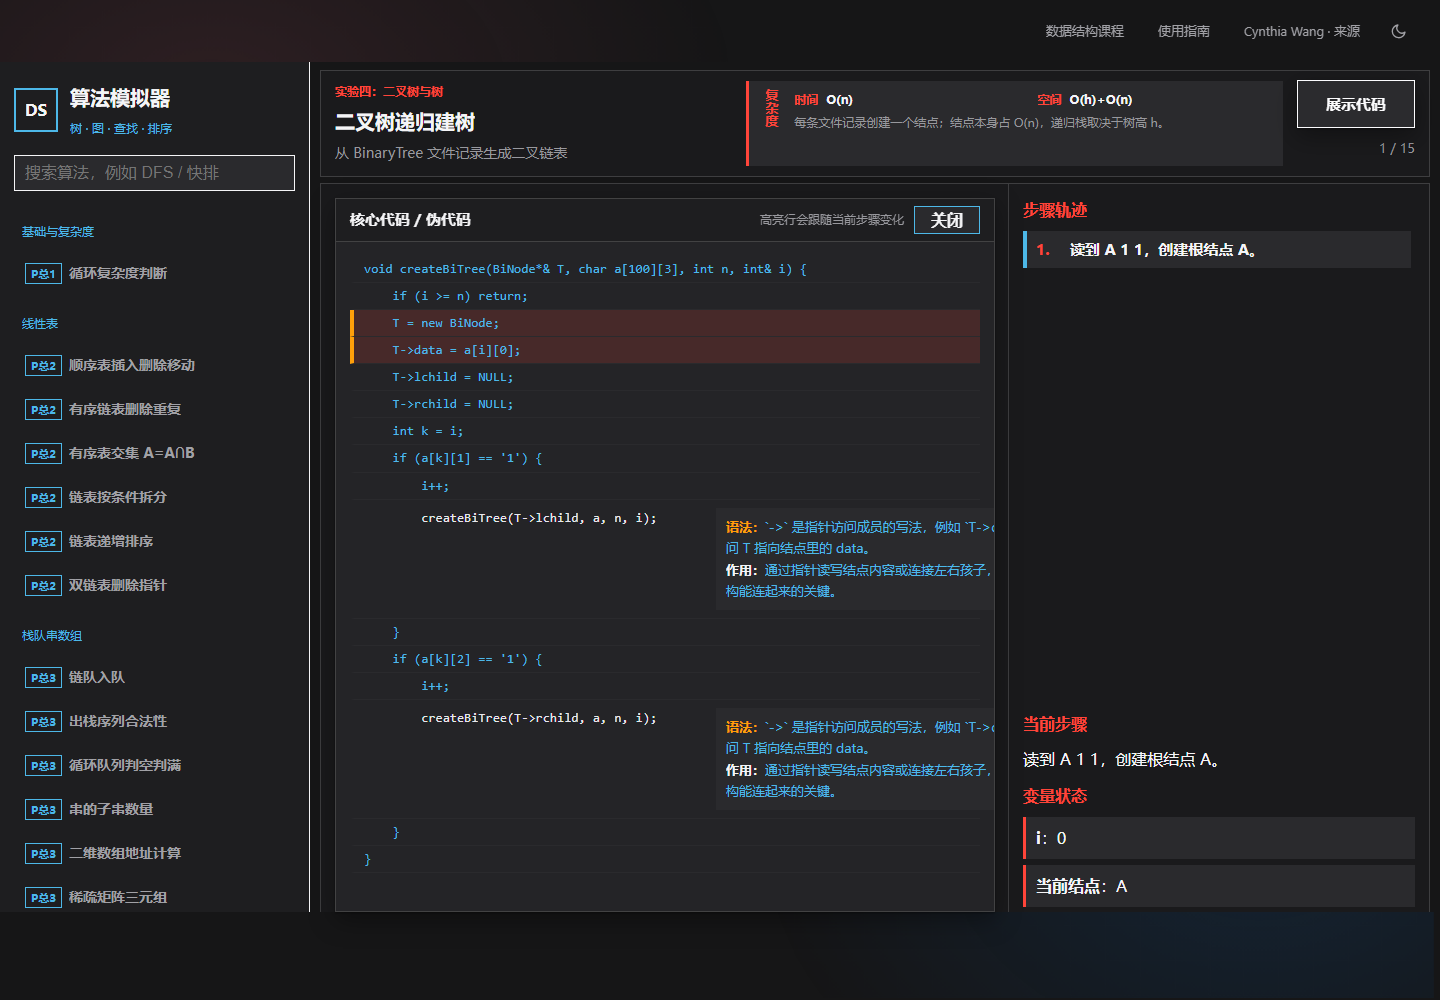 数据结构课程 使用指南 Cynthia Wang · 来源
DS
算法模拟器
树 · 图 · 查找 · 排序
搜索算法，例如 DFS / 快排
基础与复杂度
P总1 循环复杂度判断
线性表
P总2 顺序表插入删除移动
P总2 有序链表删除重复
P总2 有序表交集 A=A∩B
P总2 链表按条件拆分
P总2 链表递增排序
P总2 双链表删除指针
栈队串数组
P总3 链队入队
P总3 出栈序列合法性
P总3 循环队列判空判满
P总3 串的子串数量
P总3 二维数组地址计算
P总3 稀疏矩阵三元组
实验四：二叉树与树
二叉树递归建树
从 BinaryTree 文件记录生成二叉链表
复杂度
时间 O(n) 空间 O(h)+O(n)
每条文件记录创建一个结点；结点本身占 O(n)，递归栈取决于树高 h。
展示代码
1 / 15
核心代码 / 伪代码 高亮行会跟随当前步骤变化 关闭
void createBiTree(BiNode*& T, char a[100][3], int n, int& i) {
if (i >= n) return;
T = new BiNode;
T->data = a[i][0];
T->lchild = NULL;
T->rchild = NULL;
int k = i;
if (a[k][1] == '1') {
i++;
createBiTree(T->lchild, a, n, i);
语法：`->` 是指针访问成员的写法，例如 `T->
问 T 指向结点里的 data。
作用：通过指针读写结点内容或连接左右孩子，
构能连起来的关键。
}
if (a[k][2] == '1') {
i++;
createBiTree(T->rchild, a, n, i);
语法：`->` 是指针访问成员的写法，例如 `T->
问 T 指向结点里的 data。
作用：通过指针读写结点内容或连接左右孩子，
构能连起来的关键。
}
}
步骤轨迹
1. 读到 A 1 1，创建根结点 A。
当前步骤
读到 A 1 1，创建根结点 A。
变量状态
i：0
当前结点：A